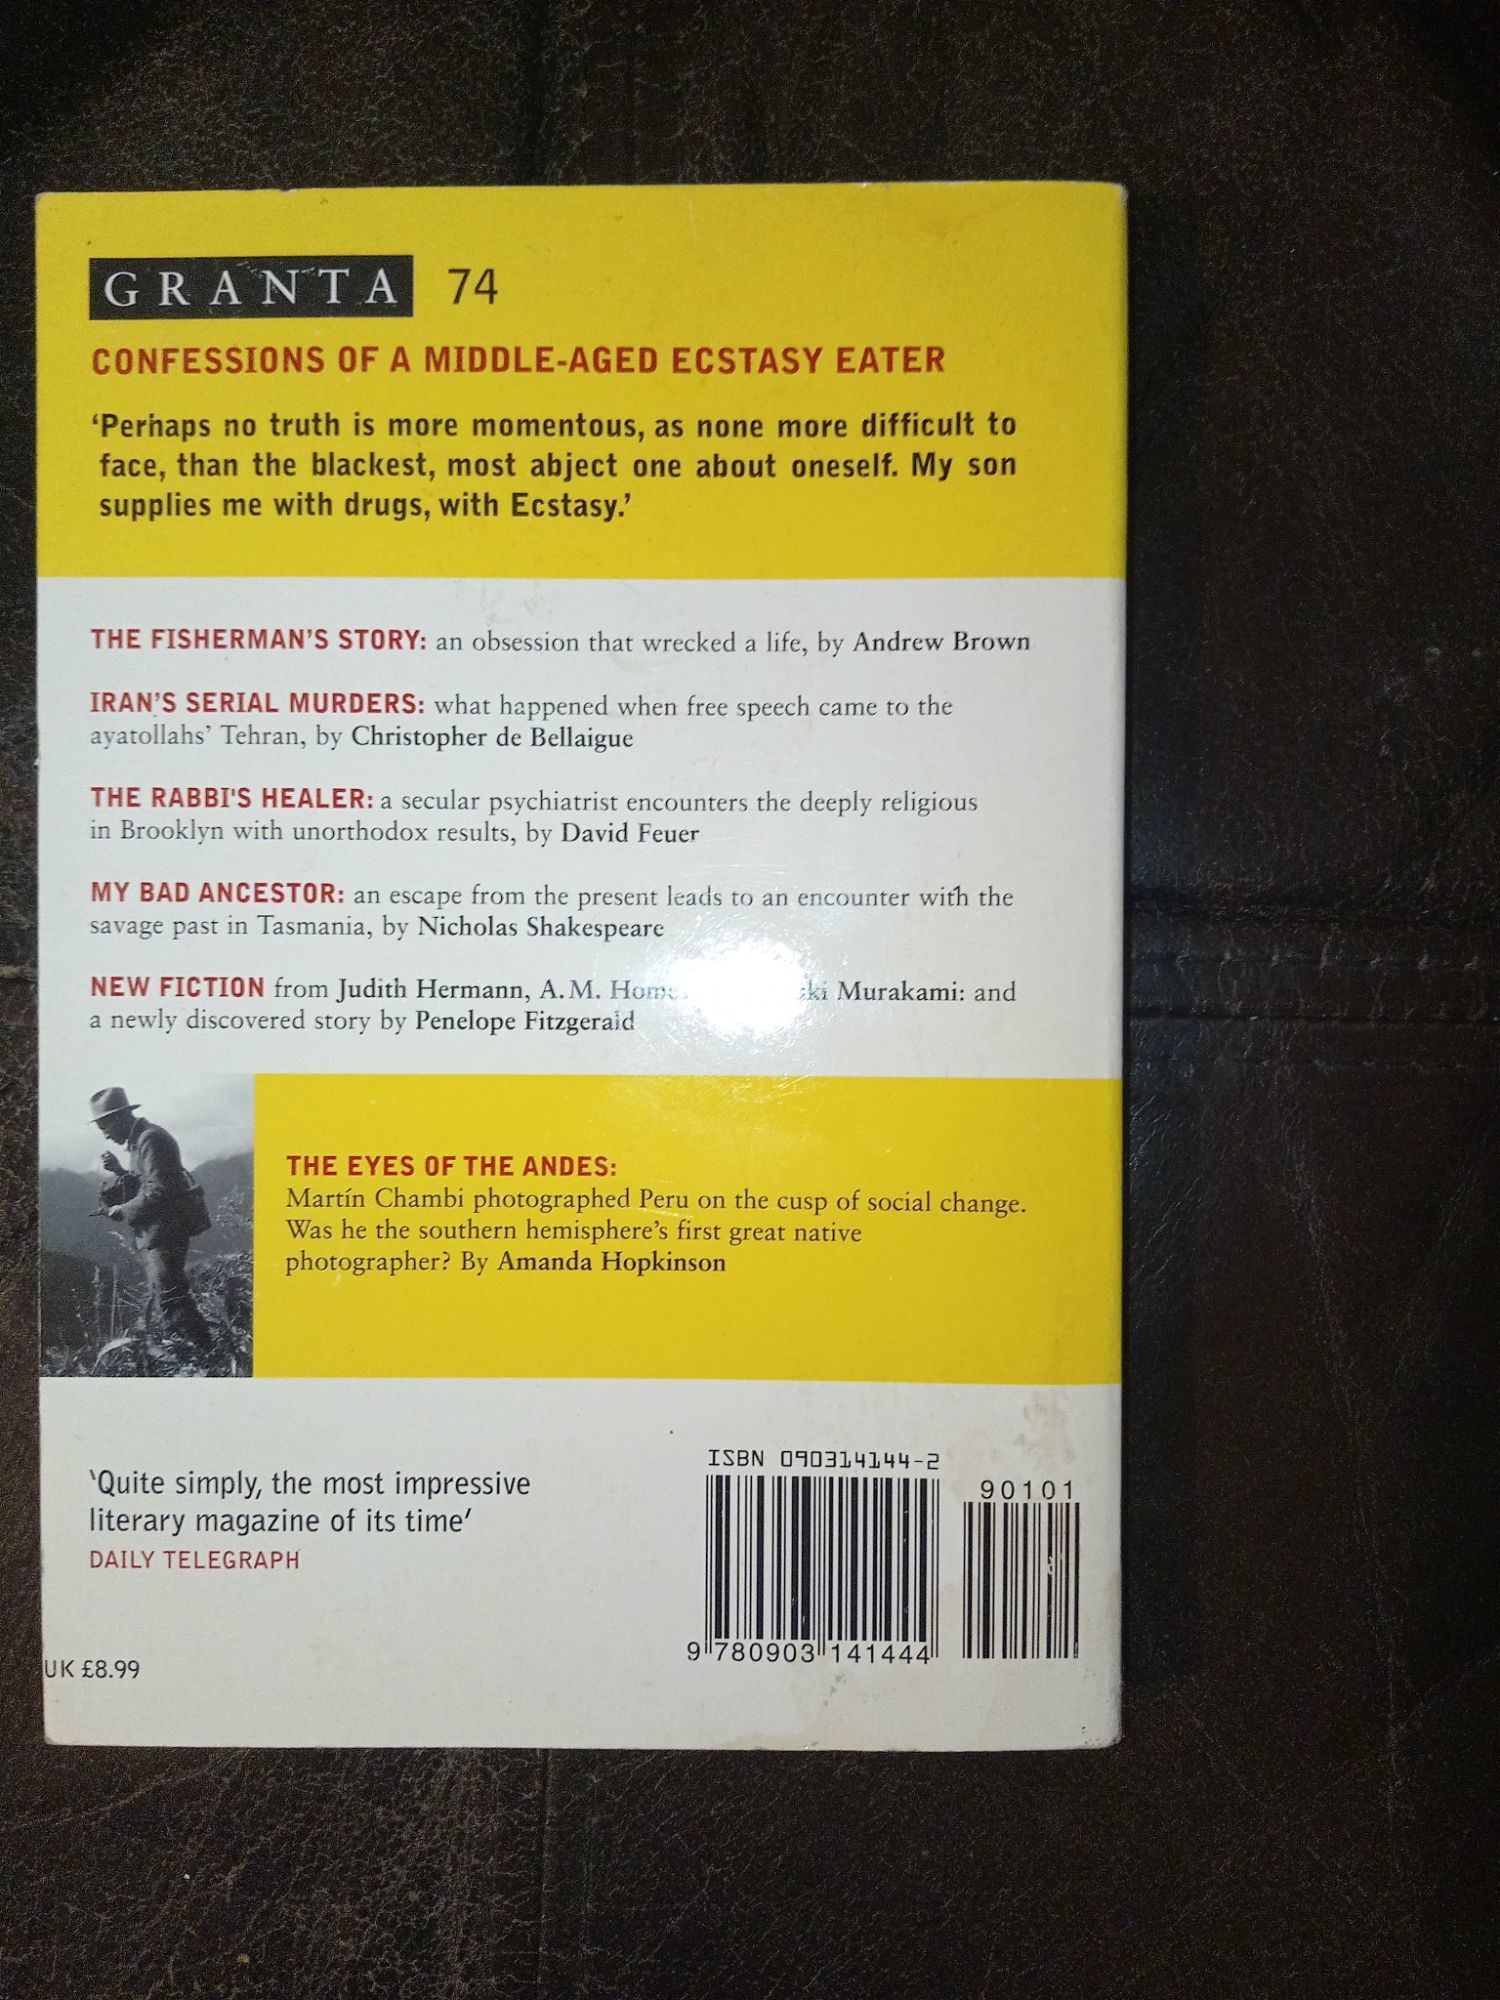 GRANTA 74
CONFESSIONS OF A MIDDLE-AGED ECSTASY EATER
‘Perhaps no truth is more momentous, as none more difficult to
face, than the blackest, most abject one about oneself. My son
supplies me with drugs, with Ecstasy.’
THE FISHERMAN’S STORY: an obsession that wrecked a life, by Andrew Brown
IRAN’S SERIAL MURDERS: what happened when free speech came to the
ayatollahs’ Tehran, by Christopher de Bellaigue
THE RABBI'S HEALER: a secular psychiatrist encounters the deeply religious
in Brooklyn with unorthodox results, by David Feuer
MY BAD ANCESTOR: an escape from the present leads to an encounter with the
savage past in Tasmania, by Nicholas Shakespeare
NEW FICTION from Judith Hermann, A.M. Murakami: and
a newly discovered story by Penelope Fitzgerald
THE EYES OF THE ANDES:
Martín Chambi photographed Peru on the cusp of social change.
Was he the southern hemisphere’s first great native
photographer? By Amanda Hopkinson
‘Quite simply, the most impressive
literary magazine of its time’
DAILY TELEGRAPH
UK £8.99
ISBN 090314144-2
90101
9 780903 141444